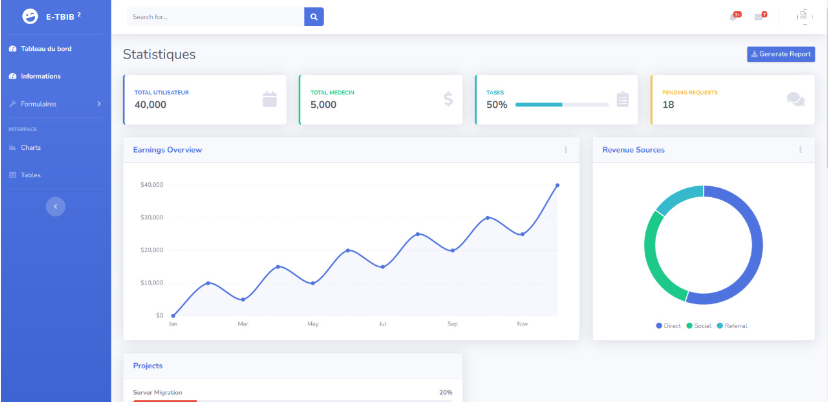 E-TBIB 2
Search for...
3+
7
Tableau du bord
Informations
Formulaires
INTERFACE
Charts
Tables
Statistiques
Generate Report
TOTAL UTILISATEUR
40,000
TOTAL MEDECIN
5,000
TASKS
50%
PENDING REQUESTS
18
Earnings Overview
$40,000
$30,000
$20,000
$10,000
$0
Jan Mar May Jul Sep Nov
Revenue Sources
Direct Social Referral
Projects
Server Migration 20%